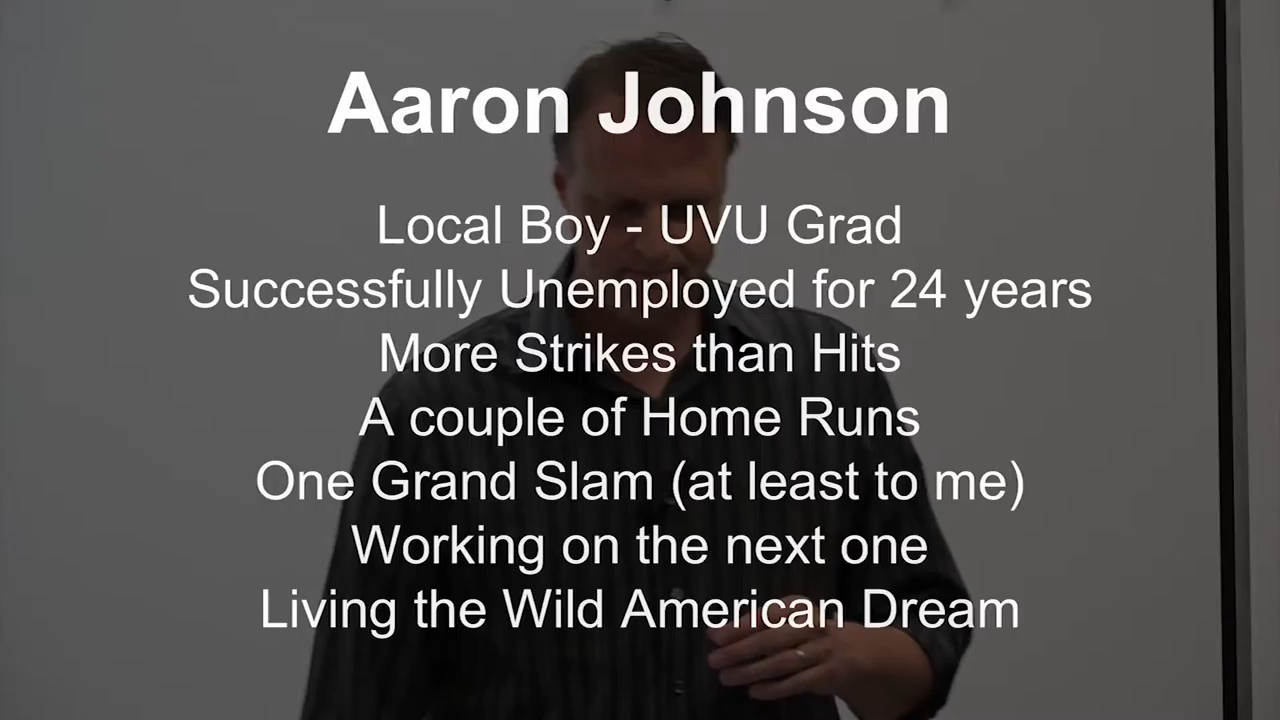 Aaron Johnson
Local Boy - UVU Grad
Successfully Unemployed for 24 years
More Strikes than Hits
A couple of Home Runs
One Grand Slam (at least to me)
Working on the next one
Living the Wild American Dream